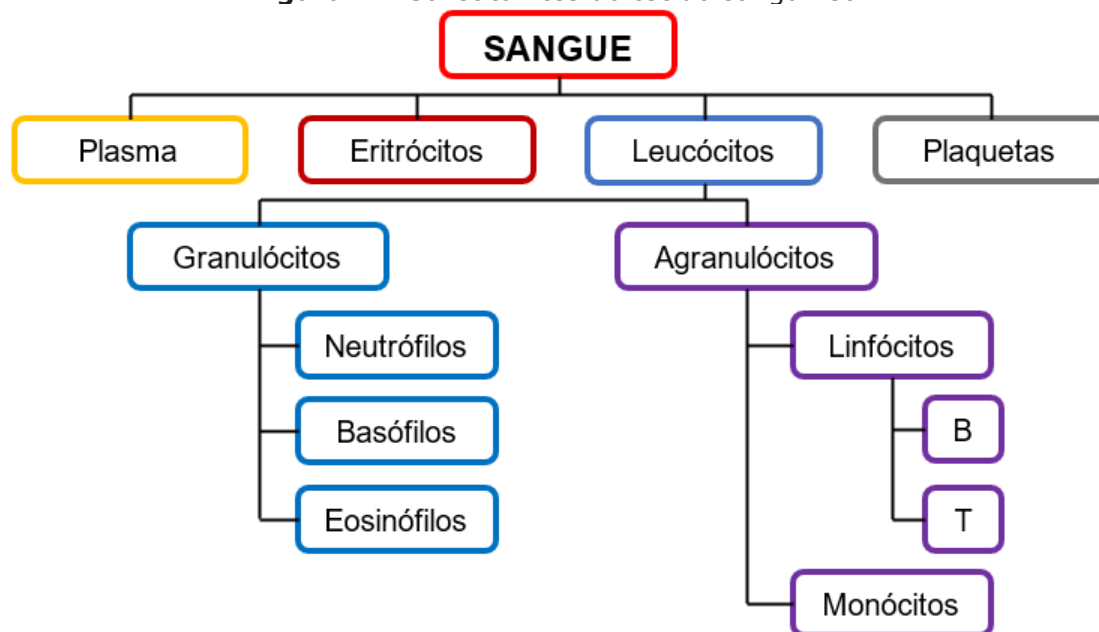 SANGUE
Plasma
Eritrócitos
Leucócitos
Plaquetas
Granulócitos
Agranulócitos
Neutrófilos
Linfócitos
Basófilos
B
Eosinófilos
T
Monócitos